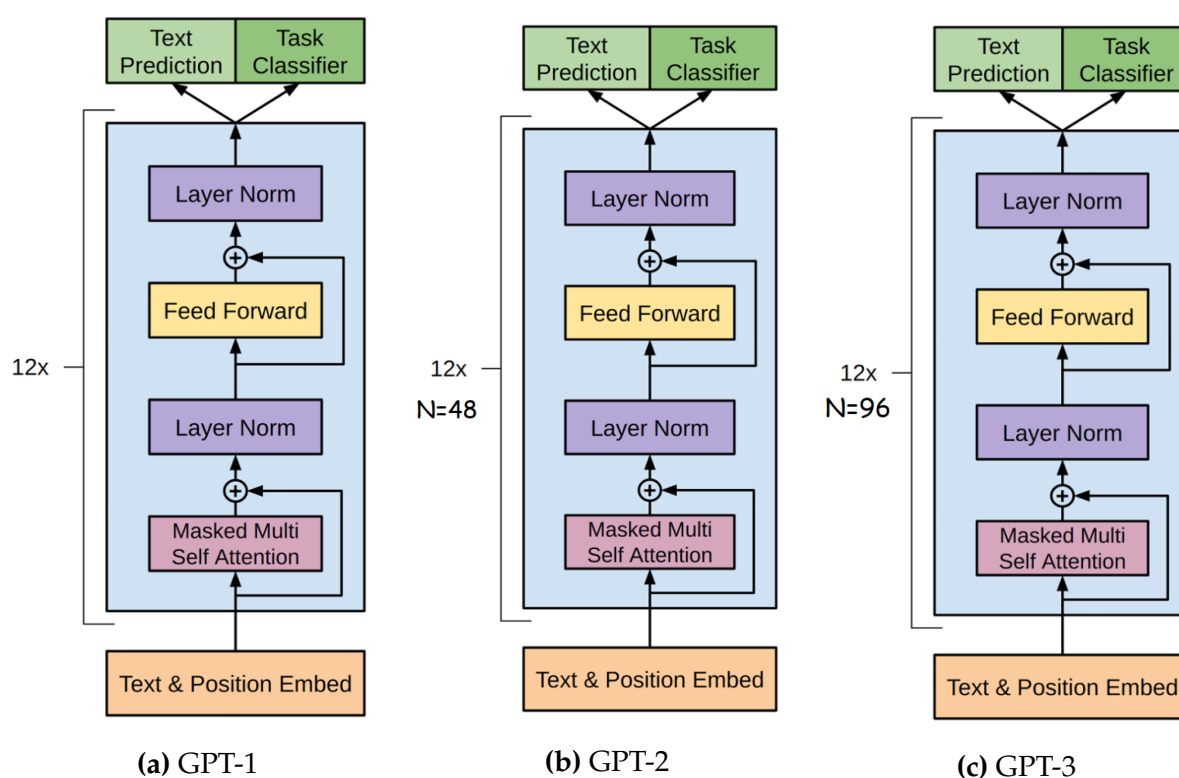 Text
Prediction
Task
Classifier
Layer Norm
Feed Forward
12x
Layer Norm
Masked Multi
Self Attention
Text & Position Embed
(a) GPT-1
Text
Prediction
Task
Classifier
Layer Norm
Feed Forward
12x
N=48
Layer Norm
Masked Multi
Self Attention
Text & Position Embed
(b) GPT-2
Text
Prediction
Task
Classifier
Layer Norm
Feed Forward
12x
N=96
Layer Norm
Masked Multi
Self Attention
Text & Position Embed
(c) GPT-3